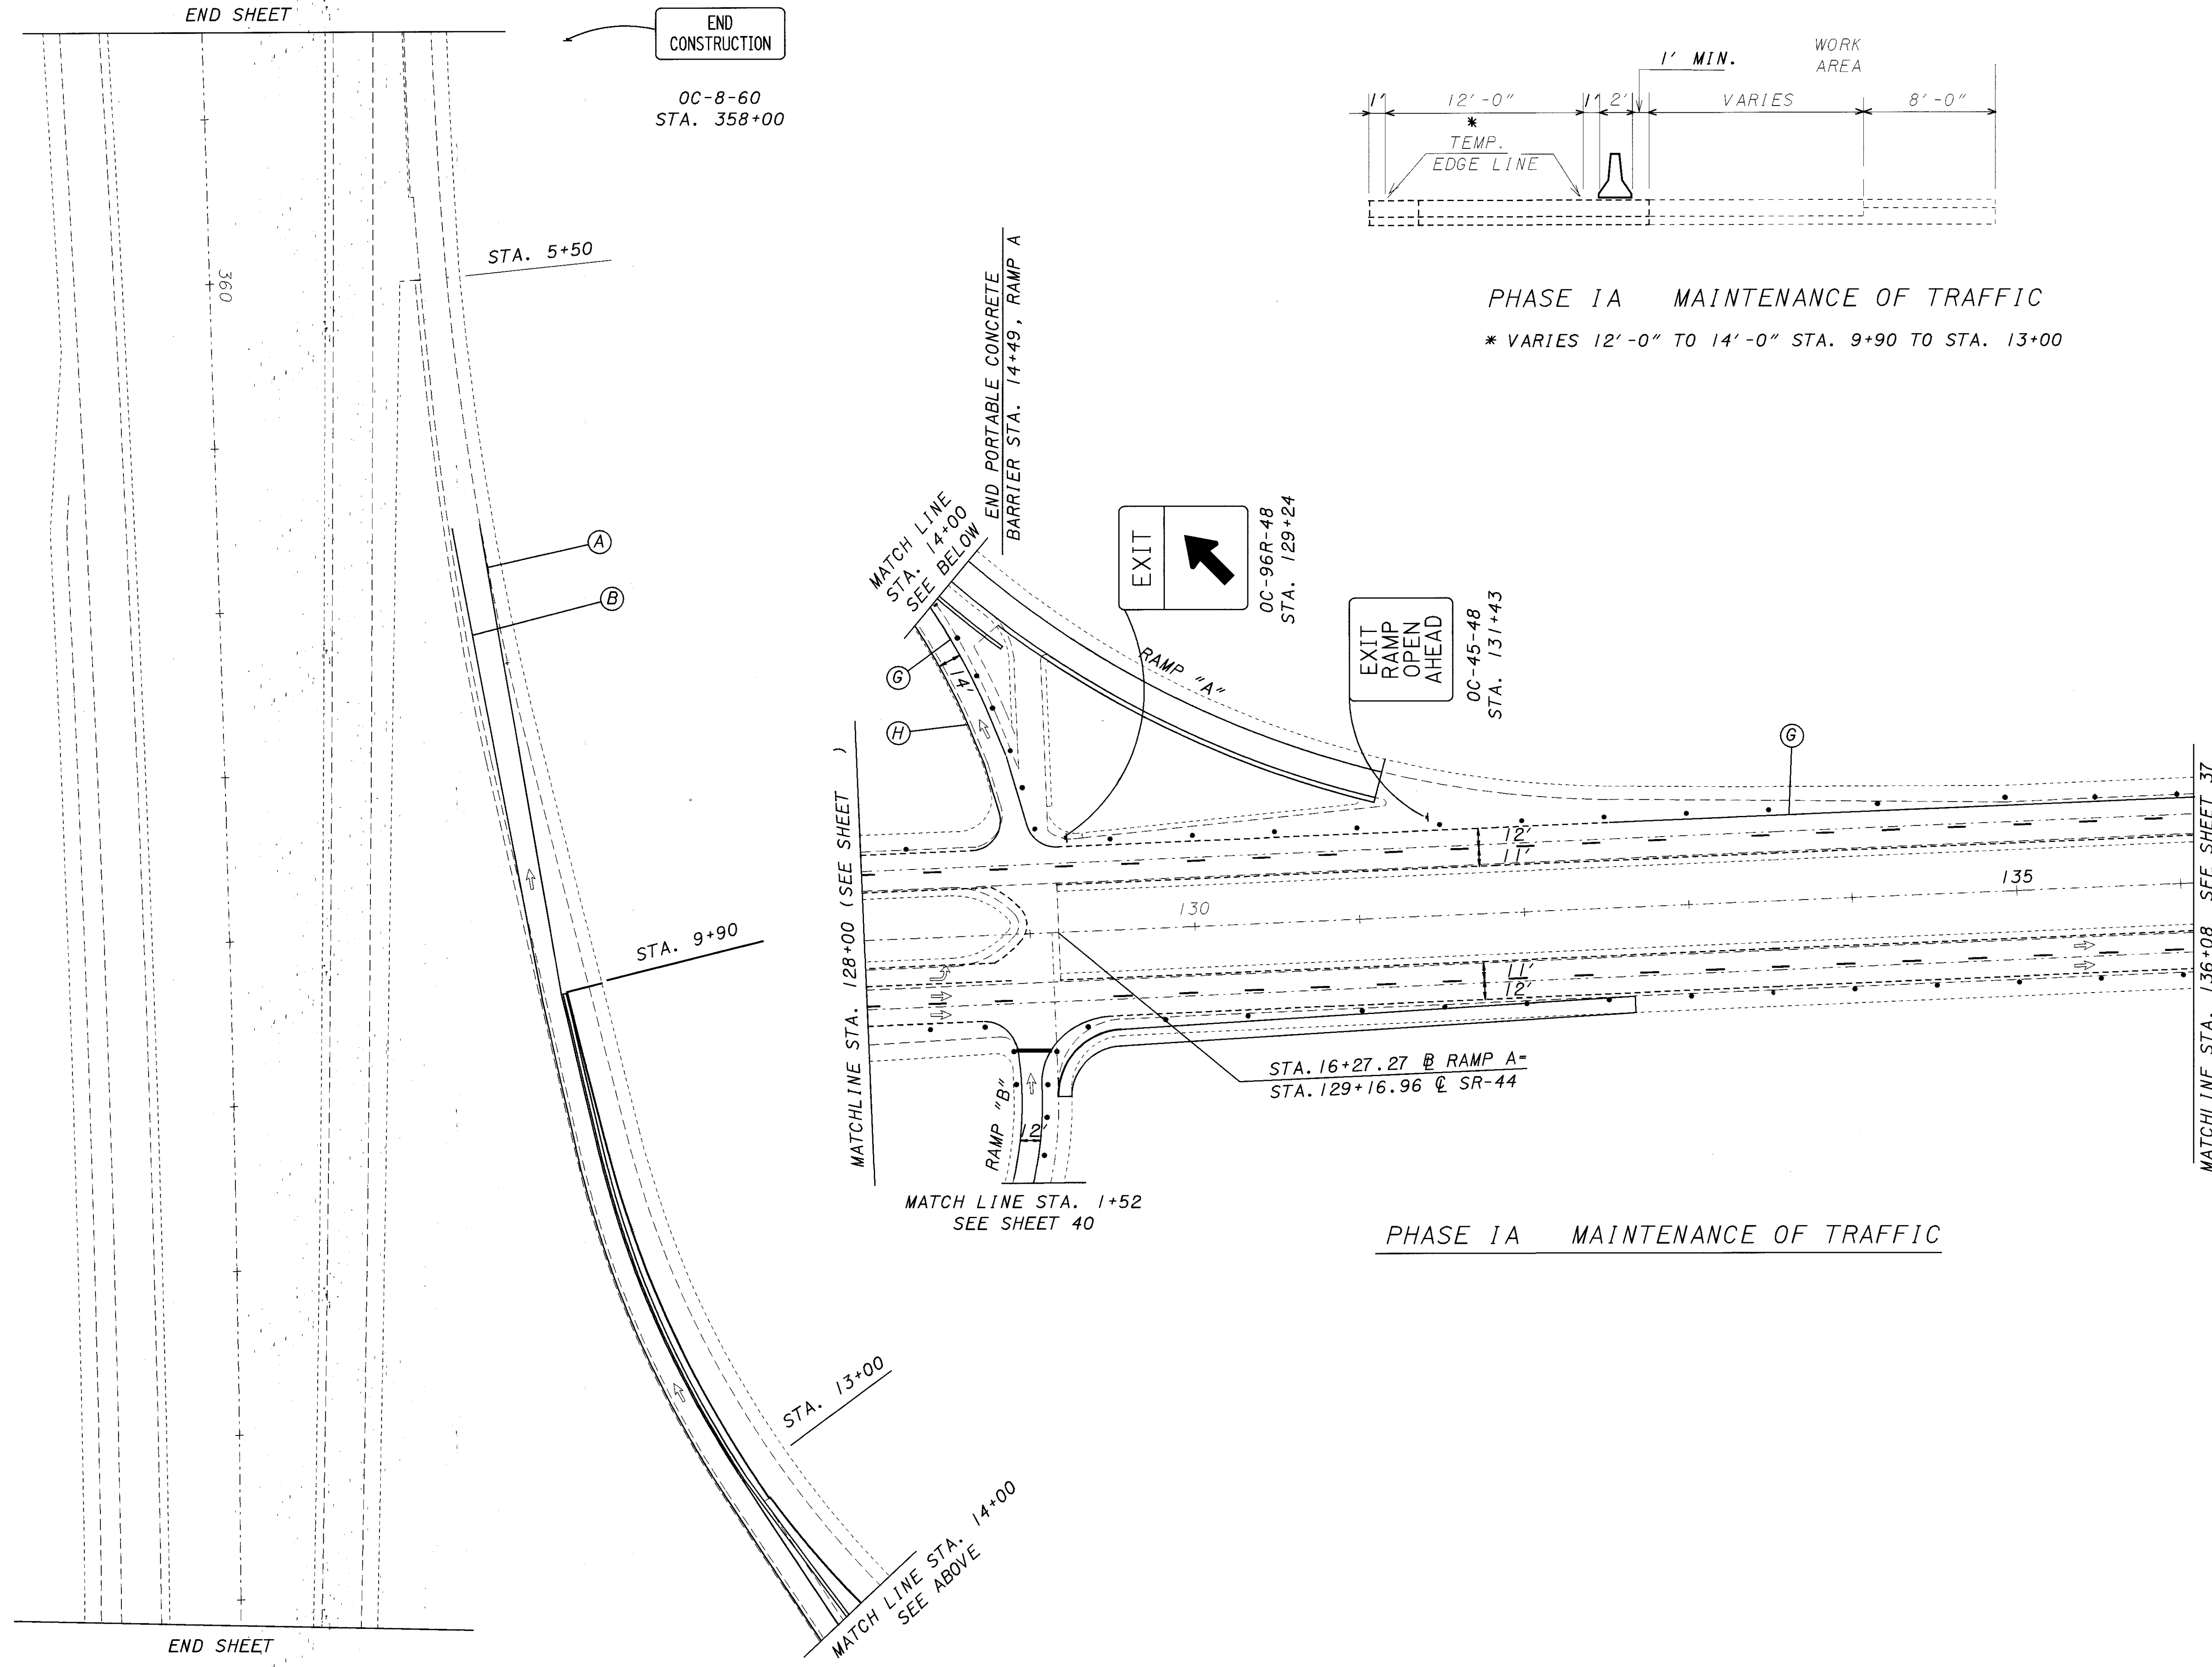 END SHEET
END
CONSTRUCTION
OC-8-60
STA. 358+00
360
STA. 5+50
A
B
STA. 9+90
STA. 13+00
MATCH LINE STA. 14+00
SEE ABOVE
END SHEET
1' MIN.
WORK
AREA
1'
12'-0"
1'
2'
VARIES
8'-0"
*
TEMP.
EDGE LINE
PHASE IA MAINTENANCE OF TRAFFIC
* VARIES 12'-0" TO 14'-0" STA. 9+90 TO STA. 13+00
END PORTABLE CONCRETE
BARRIER STA. 14+49, RAMP A
MATCH LINE
STA. 14+00
SEE BELOW
EXIT
OC-96R-48
STA. 129+24
EXIT
RAMP
OPEN
AHEAD
OC-45-48
STA. 131+43
RAMP "A"
G
14'
H
G
MATCHLINE STA. 128+00 (SEE SHEET )
12'
11'
130
135
11'
12'
MATCHLINE STA. 136+08 SEE SHEET 37
STA. 16+27.27 ⅊ RAMP A=
STA. 129+16.96 ℄ SR-44
RAMP "B"
12'
MATCH LINE STA. 1+52
SEE SHEET 40
PHASE IA MAINTENANCE OF TRAFFIC